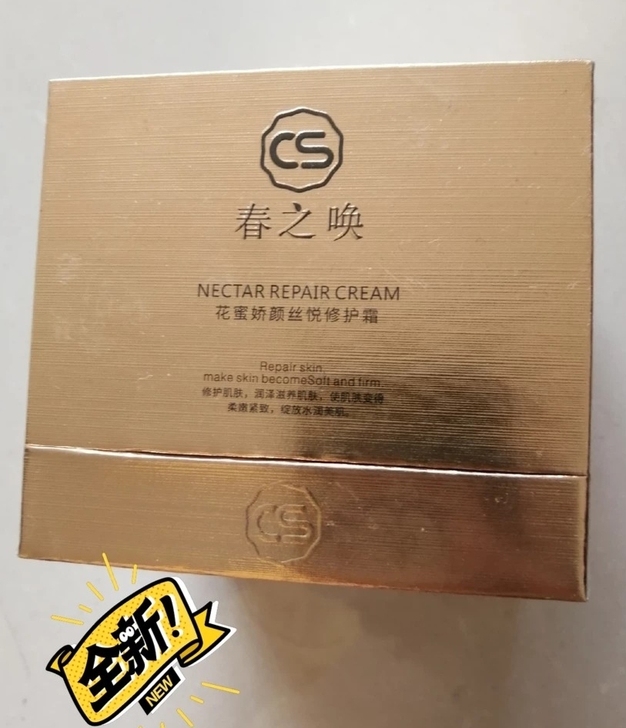 CS
春之唤
NECTAR REPAIR CREAM
花蜜娇颜丝悦修护霜
Repair skin,
make skin becomeSoft and firm.
修护肌肤，润泽滋养肌肤，使肌肤变得
柔嫩紧致，绽放水润美肌。
CS
全新!
NEW